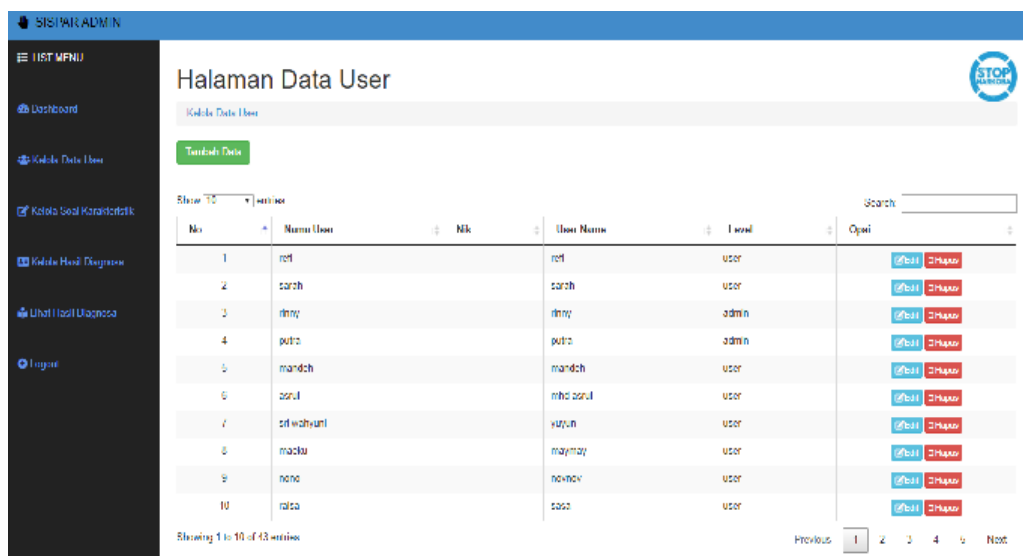 SISPAR ADMIN
LIST MENU
Dashboard
Kelola Data User
Kelola Soal Karakteristik
Kelola Hasil Diagnosa
Lihat Hasil Diagnosa
Logout
Halaman Data User
STOP
NARKOBA
Kelola Data User
Tambah Data
Show 10 entries
Search:
No Nama User Nik User Name Level Opsi
1 refi refi user Edit Hapus
2 sarah sarah user Edit Hapus
3 rinny rinny admin Edit Hapus
4 putra putra admin Edit Hapus
5 mandeh mandeh user Edit Hapus
6 asrul mhd asrul user Edit Hapus
7 sri wahyuni yuyun user Edit Hapus
8 user Edit Hapus
maymay
9 nono novnov user Edit Hapus
10 raisa sasa user Edit Hapus
Showing 1 to 10 of 43 entries
Previous 1 2 3 4 5 Next